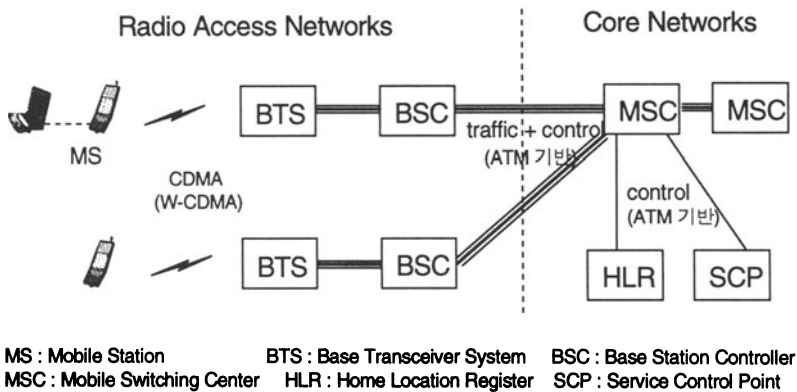 Radio Access Networks
Core Networks
BTS
BSC
MSC
MSC
traffic + control
(ATM 기반)
MS
CDMA
(W-CDMA)
control
(ATM 기반)
BTS
BSC
HLR
SCP
MS : Mobile Station
BTS : Base Transceiver System
BSC : Base Station Controller
MSC : Mobile Switching Center
HLR : Home Location Register
SCP : Service Control Point